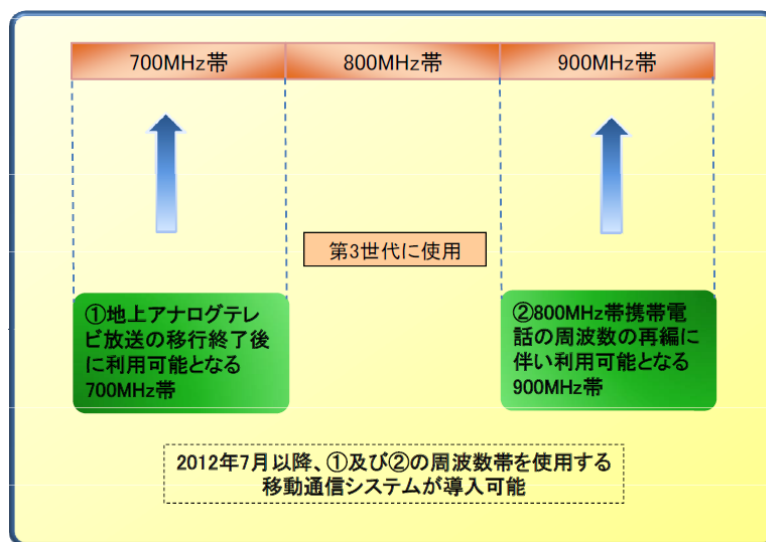 700MHz帯
800MHz帯
900MHz帯
第3世代に使用
①地上アナログテレ
ビ放送の移行終了後
に利用可能となる
700MHz帯
②800MHz帯携帯電
話の周波数の再編に
伴い利用可能となる
900MHz帯
2012年7月以降、①及び②の周波数帯を使用する
移動通信システムが導入可能